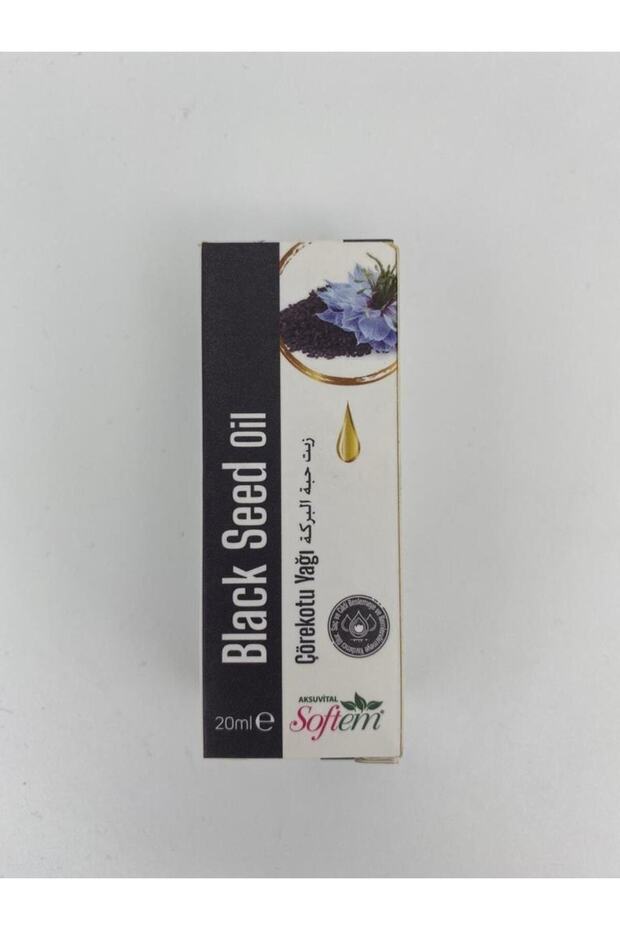 Black Seed Oil
Çörekotu Yağı زيت حبة البركة
20ml e
AKSUVİTAL
Softem®